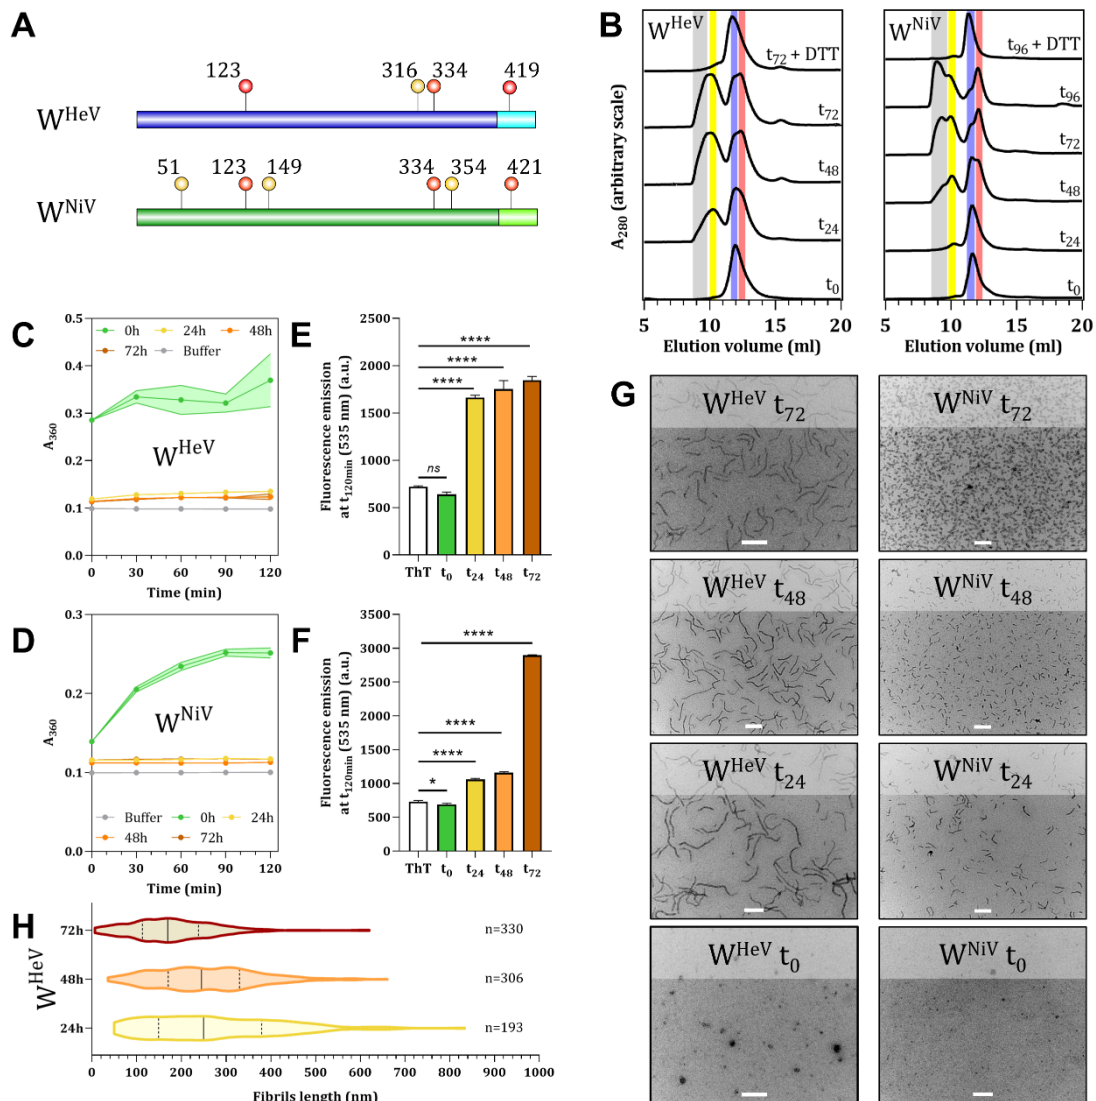 A
123
316
334
419
W^HeV
51
123
149
334
354
421
W^NiV
B
W^HeV
t72 + DTT
t72
t48
t24
t0
A280 (arbitrary scale)
5 10 15 20
Elution volume (ml)
W^NiV
t96 + DTT
t96
t72
t48
t24
t0
5 10 15 20
Elution volume (ml)
C
0.5
0.4
0.3
0.2
0.1
0.0
A360
0h 24h 48h
72h Buffer
W^HeV
0 30 60 90 120
Time (min)
E
2500
2000
1500
1000
500
0
Fluorescence emission
at t120min (535 nm) (a.u.)
****
****
****
ns
ThT t0 t24 t48 t72
D
0.3
0.2
0.1
0.0
A360
W^NiV
Buffer 0h 24h
48h 72h
0 30 60 90 120
Time (min)
F
3500
3000
2500
2000
1500
1000
500
0
Fluorescence emission
at t120min (535 nm) (a.u.)
****
****
****
*
ThT t0 t24 t48 t72
G
W^HeV t72
W^NiV t72
W^HeV t48
W^NiV t48
W^HeV t24
W^NiV t24
W^HeV t0
W^NiV t0
H
W^HeV
72h
n=330
48h
n=306
24h
n=193
0 100 200 300 400 500 600 700 800 900 1000
Fibrils length (nm)